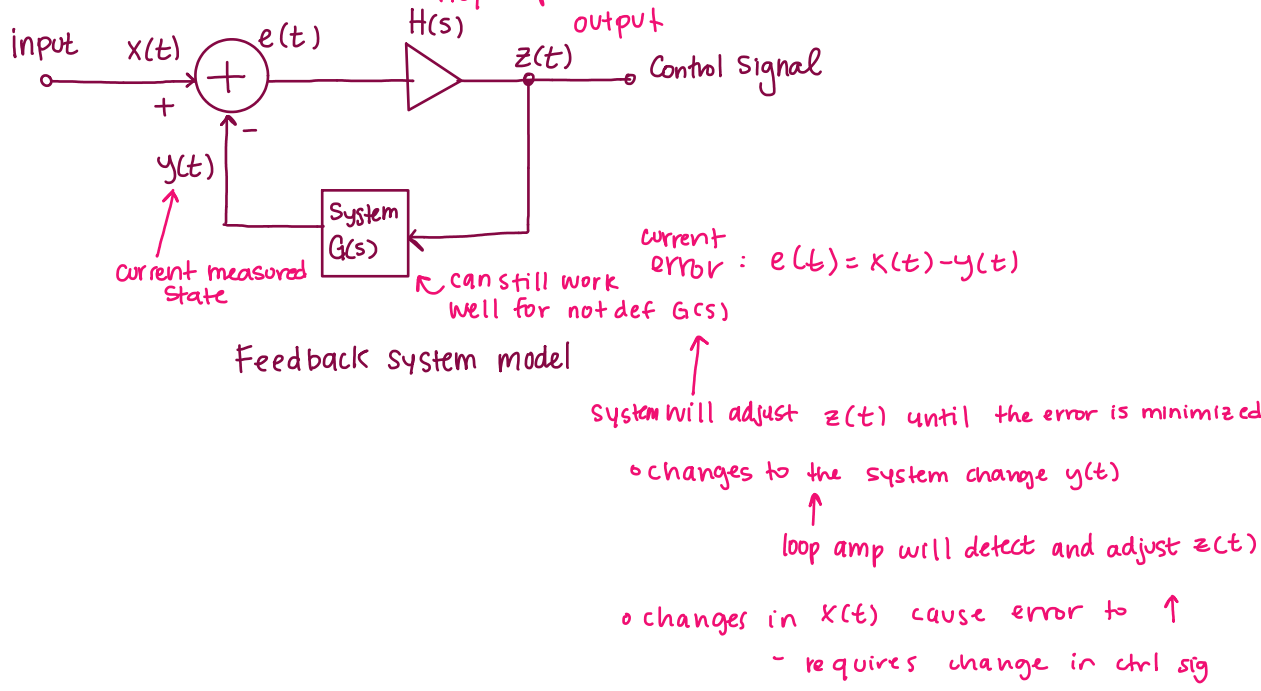 H(s)
output
input
x(t)
e(t)
z(t)
Control Signal
+
+
-
y(t)
System
G(s)
current measured
state
can still work
well for not def G(s)
current
error : e(t) = x(t) - y(t)
Feedback system model
system will adjust z(t) until the error is minimized
• changes to the system change y(t)
loop amp will detect and adjust z(t)
• changes in x(t) cause error to ↑
- requires change in ctrl sig